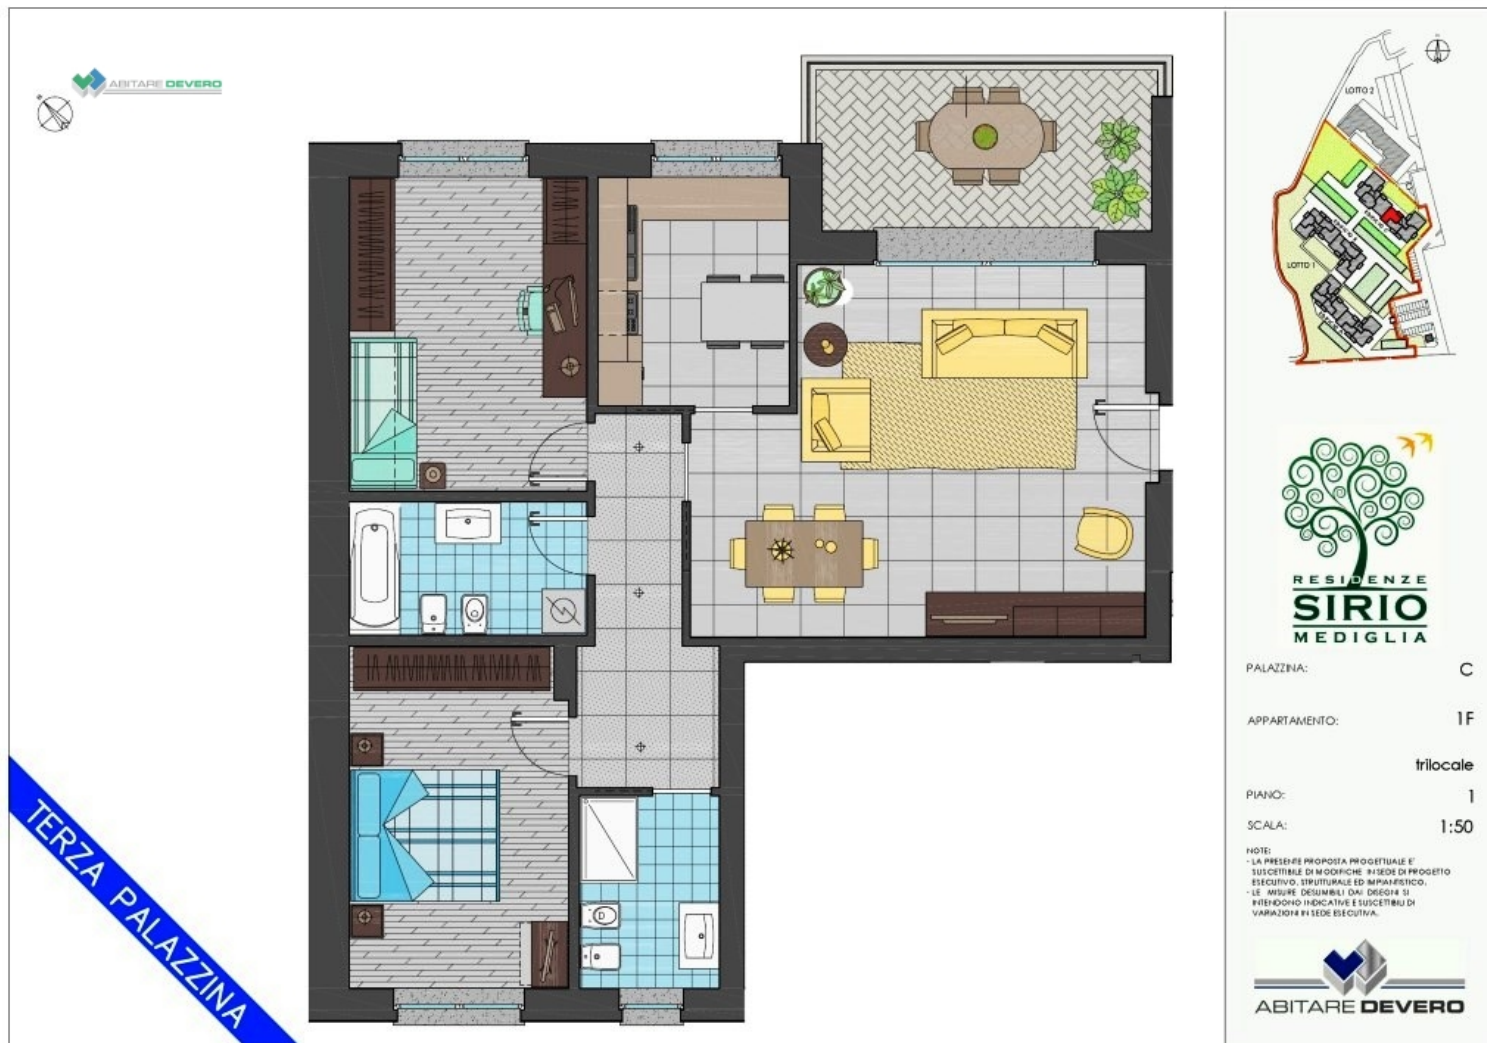 ABITARE DEVERO
TERZA PALAZZINA
LOTTO 2
LOTTO 1
RESIDENZE
SIRIO
MEDIGLIA
PALAZZINA: C
APPARTAMENTO: 1F
trilocale
PIANO: 1
SCALA: 1:50
NOTE:
- LA PRESENTE PROPOSTA PROGETTUALE E'
SUSCETTIBILE DI MODIFICHE IN SEDE DI PROGETTO
ESECUTIVO, STRUTTURALE ED IMPIANTISTICO.
- LE MISURE DESUMIBILI DAI DISEGNI SI
INTENDONO INDICATIVE E SUSCETTIBILI DI
VARIAZIONI IN SEDE ESECUTIVA.
ABITARE DEVERO